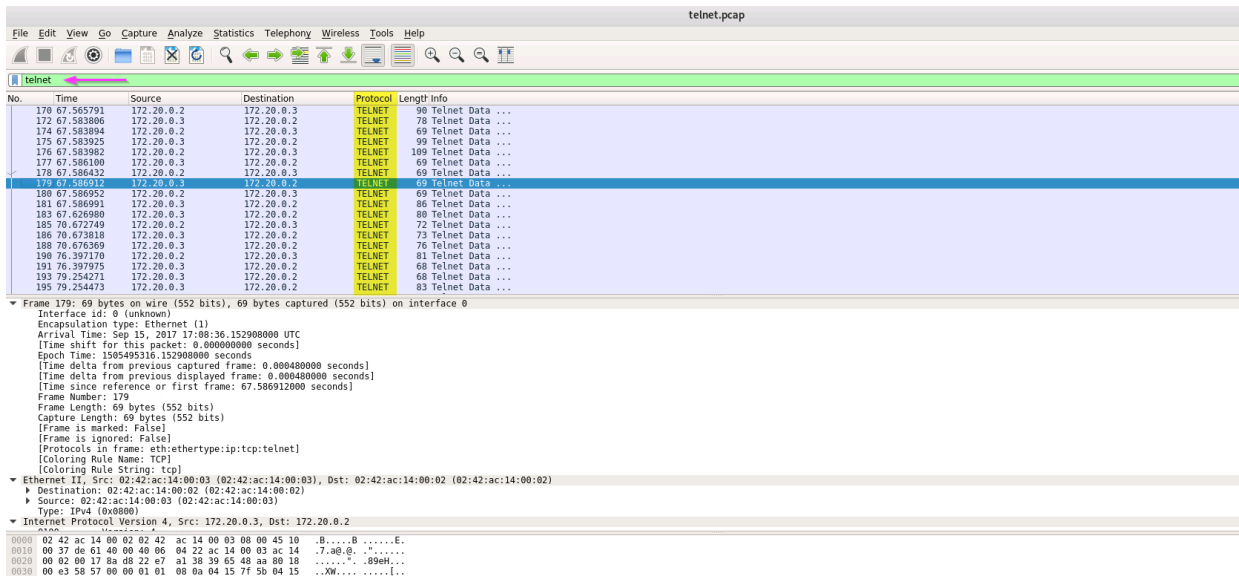 telnet.pcap
File Edit View Go Capture Analyze Statistics Telephony Wireless Tools Help
telnet
No. Time Source Destination Protocol Length Info
170 67.565791 172.20.0.2 172.20.0.3 TELNET 90 Telnet Data ...
172 67.583806 172.20.0.3 172.20.0.2 TELNET 78 Telnet Data ...
174 67.583894 172.20.0.2 172.20.0.3 TELNET 69 Telnet Data ...
175 67.583925 172.20.0.3 172.20.0.2 TELNET 99 Telnet Data ...
176 67.583982 172.20.0.2 172.20.0.3 TELNET 109 Telnet Data ...
177 67.586100 172.20.0.3 172.20.0.2 TELNET 69 Telnet Data ...
178 67.586432 172.20.0.2 172.20.0.3 TELNET 69 Telnet Data ...
179 67.586912 172.20.0.3 172.20.0.2 TELNET 69 Telnet Data ...
180 67.586952 172.20.0.2 172.20.0.3 TELNET 69 Telnet Data ...
181 67.586991 172.20.0.3 172.20.0.2 TELNET 86 Telnet Data ...
183 67.626980 172.20.0.3 172.20.0.2 TELNET 80 Telnet Data ...
185 70.672749 172.20.0.2 172.20.0.3 TELNET 72 Telnet Data ...
186 70.673818 172.20.0.3 172.20.0.2 TELNET 73 Telnet Data ...
188 70.676369 172.20.0.3 172.20.0.2 TELNET 76 Telnet Data ...
190 76.397170 172.20.0.2 172.20.0.3 TELNET 81 Telnet Data ...
191 76.397975 172.20.0.3 172.20.0.2 TELNET 68 Telnet Data ...
193 79.254271 172.20.0.3 172.20.0.2 TELNET 68 Telnet Data ...
195 79.254473 172.20.0.3 172.20.0.2 TELNET 83 Telnet Data ...
Frame 179: 69 bytes on wire (552 bits), 69 bytes captured (552 bits) on interface 0
Interface id: 0 (unknown)
Encapsulation type: Ethernet (1)
Arrival Time: Sep 15, 2017 17:08:36.152908000 UTC
[Time shift for this packet: 0.000000000 seconds]
Epoch Time: 1505495316.152908000 seconds
[Time delta from previous captured frame: 0.000480000 seconds]
[Time delta from previous displayed frame: 0.000480000 seconds]
[Time since reference or first frame: 67.586912000 seconds]
Frame Number: 179
Frame Length: 69 bytes (552 bits)
Capture Length: 69 bytes (552 bits)
[Frame is marked: False]
[Frame is ignored: False]
[Protocols in frame: eth:ethertype:ip:tcp:telnet]
[Coloring Rule Name: TCP]
[Coloring Rule String: tcp]
Ethernet II, Src: 02:42:ac:14:00:03 (02:42:ac:14:00:03), Dst: 02:42:ac:14:00:02 (02:42:ac:14:00:02)
Destination: 02:42:ac:14:00:02 (02:42:ac:14:00:02)
Source: 02:42:ac:14:00:03 (02:42:ac:14:00:03)
Type: IPv4 (0x0800)
Internet Protocol Version 4, Src: 172.20.0.3, Dst: 172.20.0.2
0000 02 42 ac 14 00 02 02 42 ac 14 00 03 08 00 45 10 .B.....B ......E.
0010 00 37 de 61 40 00 40 06 04 22 ac 14 00 03 ac 14 .7.a@.@. ."......
0020 00 02 00 17 8a d8 22 e7 a1 38 39 65 48 aa 80 18 ......". .89eH...
0030 00 e3 58 57 00 00 01 01 08 0a 04 15 7f 5b 04 15 ..XW.... .....[..